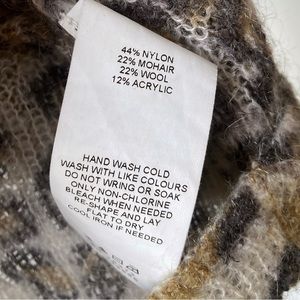 44% NYLON
22% MOHAIR
22% WOOL
12% ACRYLIC
HAND WASH COLD
WASH WITH LIKE COLOURS
DO NOT WRING OR SOAK
ONLY NON-CHLORINE
BLEACH WHEN NEEDED
RE-SHAPE AND LAY
FLAT TO DRY
COOL IRON IF NEEDED